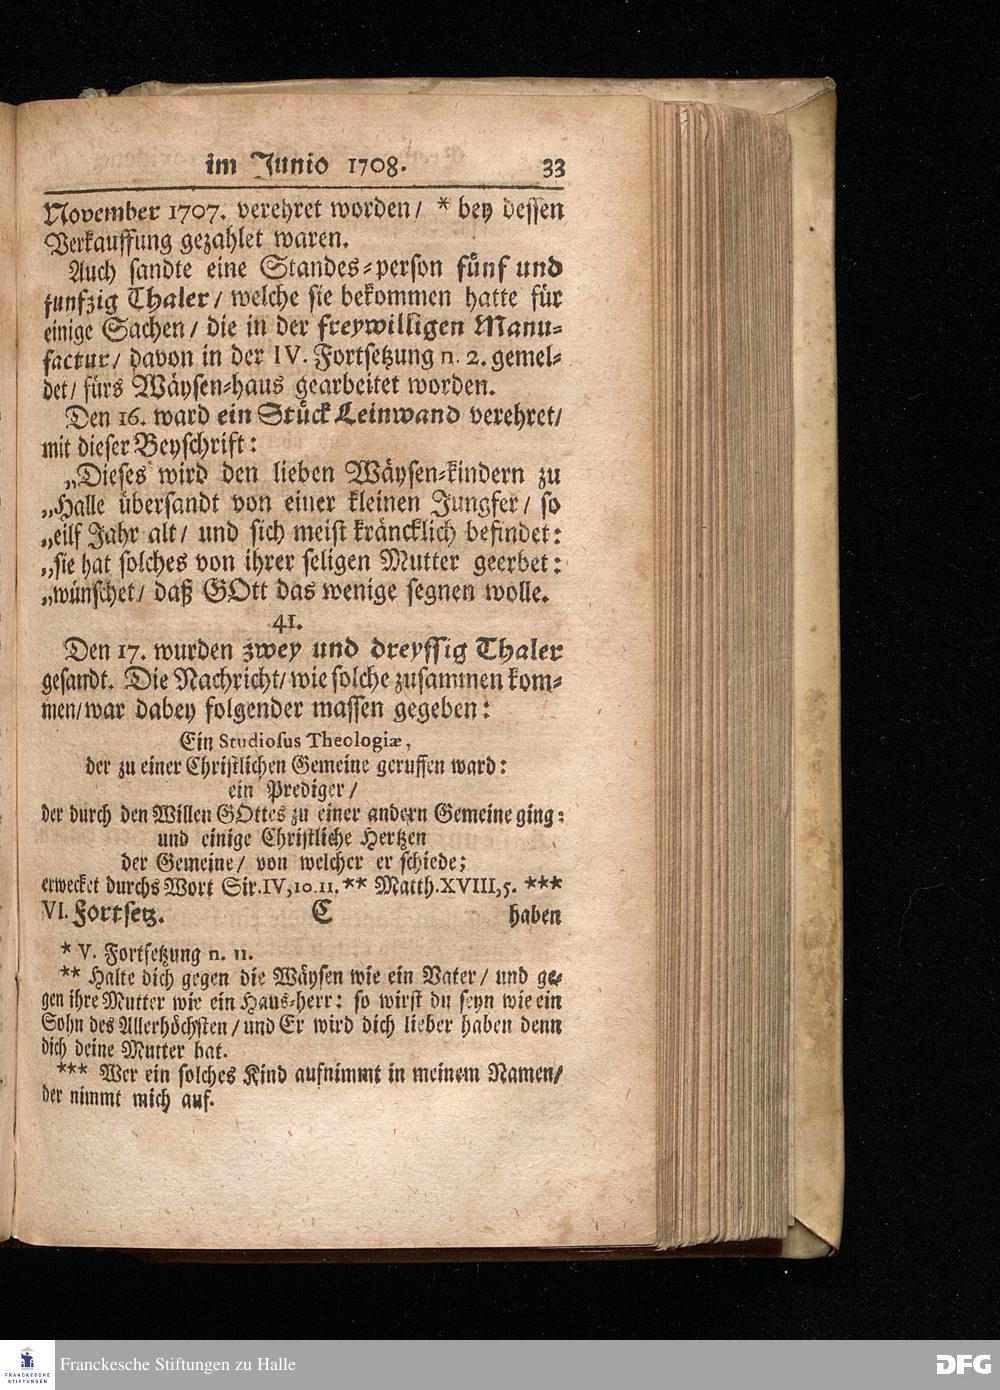 im Junio 1708. 33
November 1707. verehret worden/ * bey dessen
Verkauffung gezahlet waren.
Auch sandte eine Standes-person fünf und
funfzig Thaler/ welche sie bekommen hatte für
einige Sachen/ die in der freywilligen Manu-
factur/ davon in der IV. Fortsetzung n. 2. gemel-
det/ fürs Wäysen-haus gearbeitet worden.
Den 16. ward ein Stück Leinwand verehret/
mit dieser Beyschrift:
„Dieses wird den lieben Wäysen-kindern zu
„Halle übersandt von einer kleinen Jungfer/ so
„eilf Jahr alt/ und sich meist kräncklich befindet:
„sie hat solches von ihrer seligen Mutter geerbet:
„wünschet/ daß GOtt das wenige segnen wolle.
41.
Den 17. wurden zwey und dreyssig Thaler
gesandt. Die Nachricht/ wie solche zusammen kom-
men/ war dabey folgender massen gegeben:
Ein Studiosus Theologiæ,
der zu einer Christlichen Gemeine geruffen ward:
ein Prediger/
der durch den Willen GOttes zu einer andern Gemeine ging:
und einige Christliche Hertzen
der Gemeine/ von welcher er schiede;
erwecket durchs Wort Sir. IV, 10. 11. ** Matth. XVIII, 5. ***
VI. Fortsetz. C haben
* V. Fortsetzung n. 11.
** Halte dich gegen die Wäysen wie ein Vater/ und ge-
gen ihre Mutter wie ein Haus-herr: so wirst du seyn wie ein
Sohn des Allerhöchsten/ und Er wird dich lieber haben denn
dich deine Mutter hat.
*** Wer ein solches Kind aufnimmt in meinem Namen/
der nimmt mich auf.
FRANCKESCHE
STIFTUNGEN
Franckesche Stiftungen zu Halle
DFG